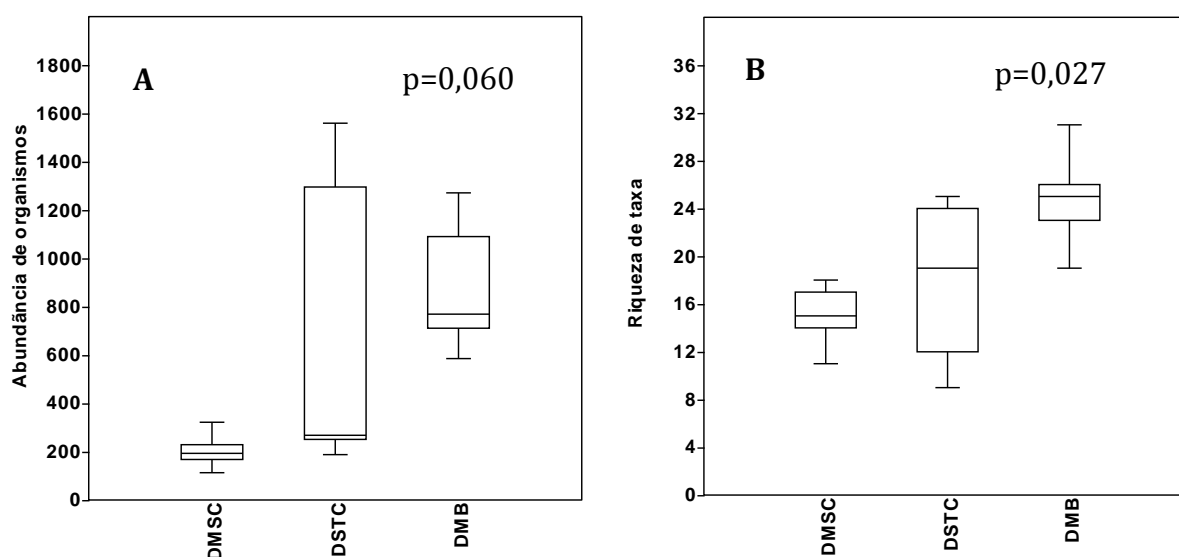 A
p=0,060
Abundância de organismos
1800
1600
1400
1200
1000
800
600
400
200
0
DMSC
DSTC
DMB
B
p=0,027
Riqueza de taxa
36
32
28
24
20
16
12
8
4
0
DMSC
DSTC
DMB